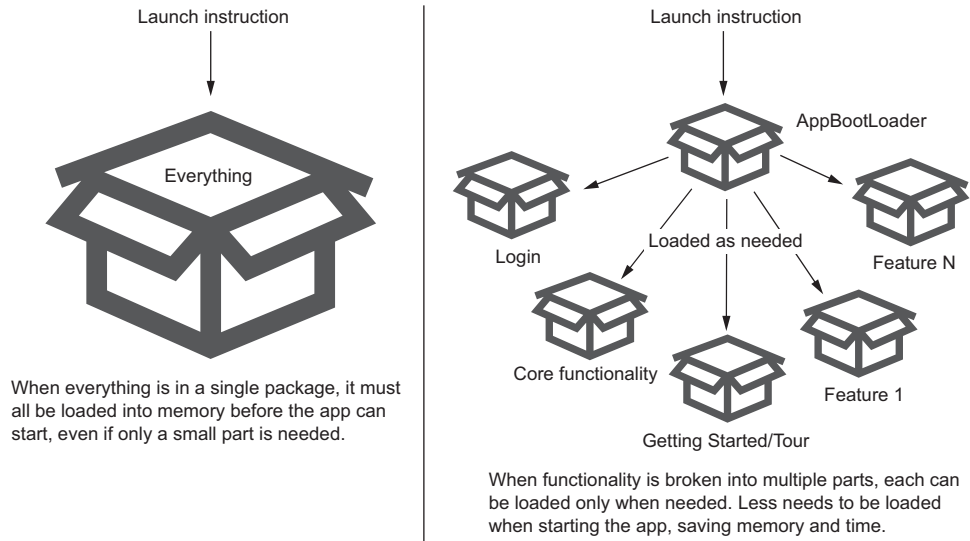 Launch instruction
Everything
When everything is in a single package, it must
all be loaded into memory before the app can
start, even if only a small part is needed.
Launch instruction
AppBootLoader
Login
Loaded as needed
Feature N
Core functionality
Feature 1
Getting Started/Tour
When functionality is broken into multiple parts, each can
be loaded only when needed. Less needs to be loaded
when starting the app, saving memory and time.